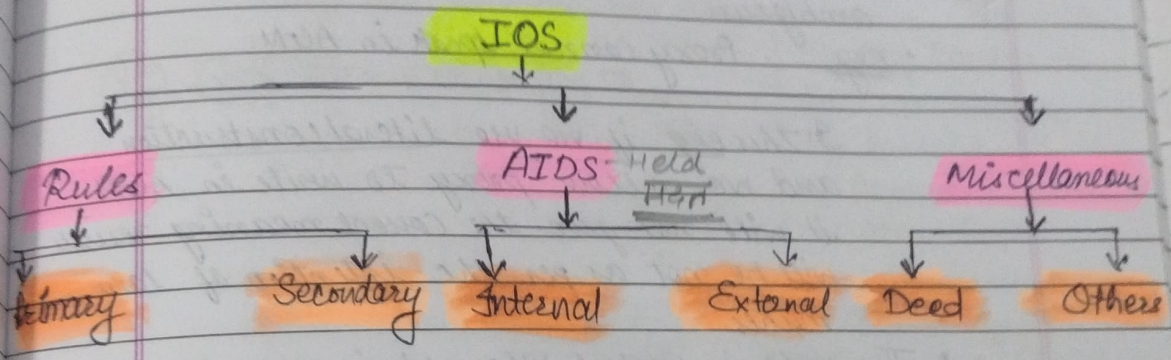 IOS
Rules AIDS - Held Miscellaneous
Primary Secondary Internal External Deed Others